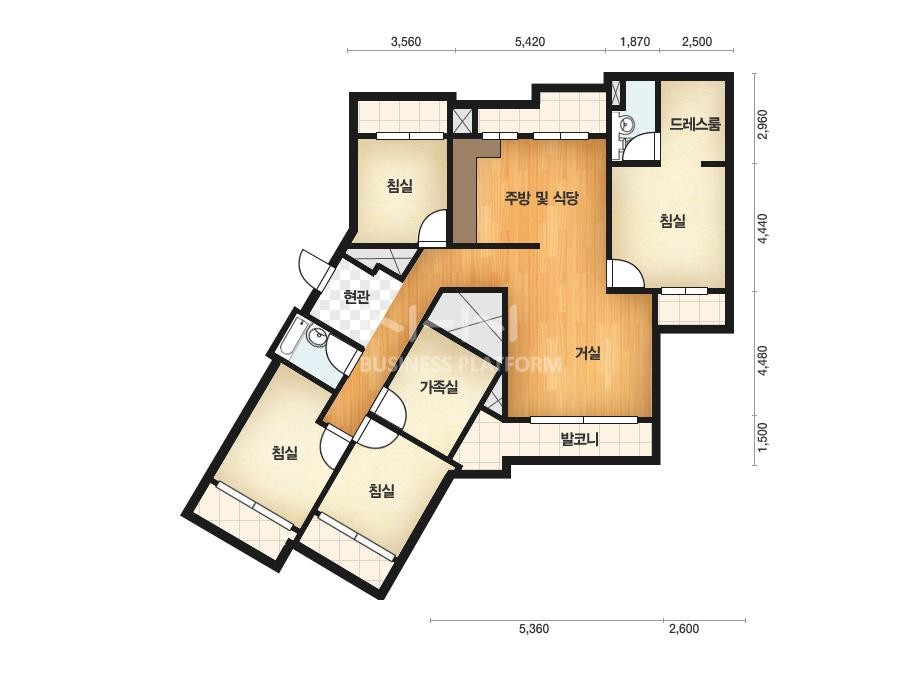 3,560 5,420 1,870 2,500
2,960
4,440
4,480
1,500
드레스룸
침실
주방 및 식당
침실
현관
거실
BUSINESS PLATFORM
가족실
발코니
침실
침실
5,360 2,600